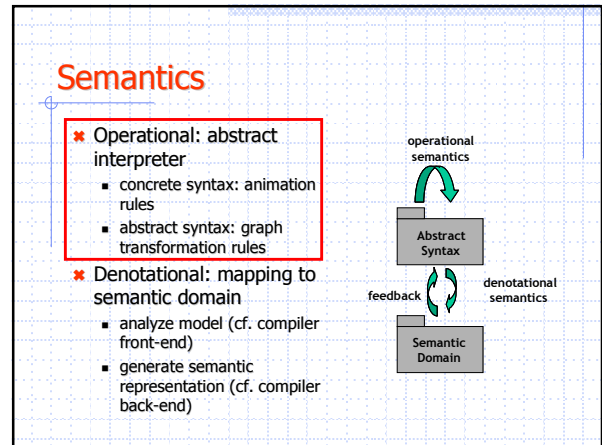 Semantics
Operational: abstract
interpreter
concrete syntax: animation
rules
abstract syntax: graph
transformation rules
Denotational: mapping to
semantic domain
analyze model (cf. compiler
front-end)
generate semantic
representation (cf. compiler
back-end)
operational
semantics
Abstract
Syntax
feedback
denotational
semantics
Semantic
Domain